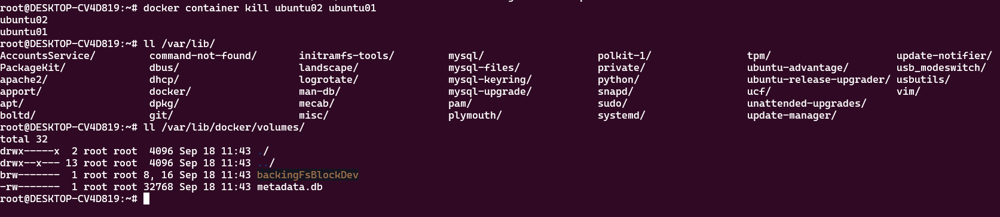 root@DESKTOP-CV4D819:~# docker container kill ubuntu02 ubuntu01
ubuntu02
ubuntu01
root@DESKTOP-CV4D819:~# ll /var/lib/
AccountsService/ command-not-found/ initramfs-tools/ mysql/ polkit-1/ tpm/ update-notifier/
PackageKit/ dbus/ landscape/ mysql-files/ private/ ubuntu-advantage/ usb_modeswitch/
apache2/ dhcp/ logrotate/ mysql-keyring/ python/ ubuntu-release-upgrader/ usbutils/
apport/ docker/ man-db/ mysql-upgrade/ snapd/ ucf/ vim/
apt/ dpkg/ mecab/ pam/ sudo/ unattended-upgrades/
boltd/ git/ misc/ plymouth/ systemd/ update-manager/
root@DESKTOP-CV4D819:~# ll /var/lib/docker/volumes/
total 32
drwx-----x 2 root root 4096 Sep 18 11:43 ./
drwx--x--- 13 root root 4096 Sep 18 11:43 ../
brw------- 1 root root 8, 16 Sep 18 11:43 backingFsBlockDev
-rw------- 1 root root 32768 Sep 18 11:43 metadata.db
root@DESKTOP-CV4D819:~#